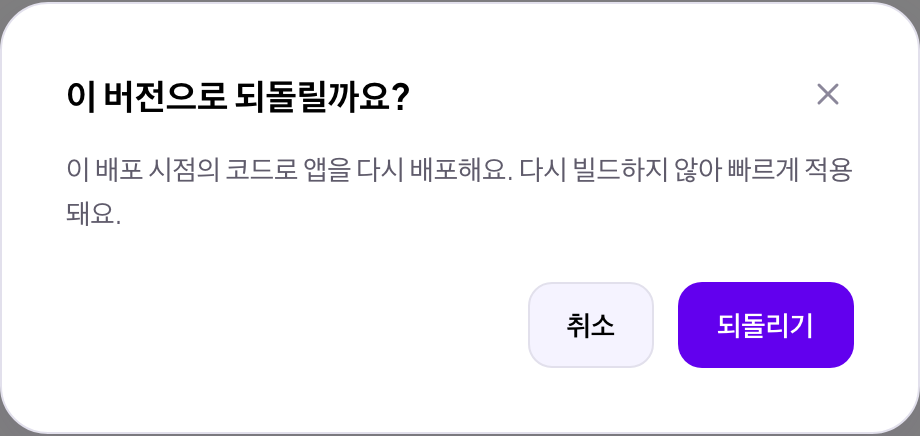 이 버전으로 되돌릴까요?
이 배포 시점의 코드로 앱을 다시 배포해요. 다시 빌드하지 않아 빠르게 적용
돼요.
취소
되돌리기